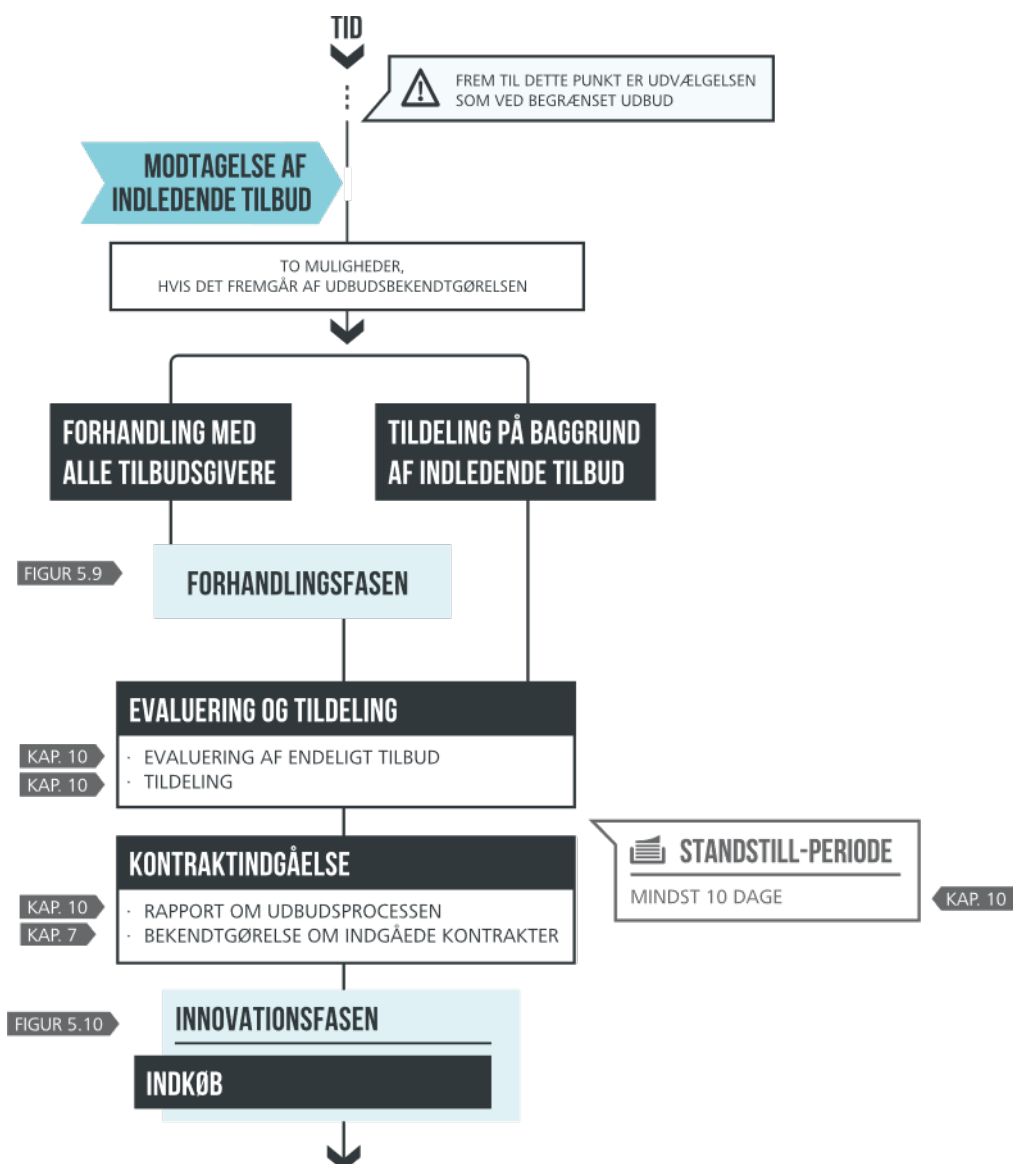 TID
FREM TIL DETTE PUNKT ER UDVÆLGELSEN
SOM VED BEGRÆNSET UDBUD
MODTAGELSE AF
INDLEDENDE TILBUD
TO MULIGHEDER,
HVIS DET FREMGÅR AF UDBUDSBEKENDTGØRELSEN
FORHANDLING MED
ALLE TILBUDSGIVERE
TILDELING PÅ BAGGRUND
AF INDLEDENDE TILBUD
FIGUR 5.9
FORHANDLINGSFASEN
EVALUERING OG TILDELING
KAP. 10
· EVALUERING AF ENDELIGT TILBUD
KAP. 10
· TILDELING
STANDSTILL-PERIODE
MINDST 10 DAGE
KAP. 10
KONTRAKTINDGÅELSE
KAP. 10
· RAPPORT OM UDBUDSPROCESSEN
KAP. 7
· BEKENDTGØRELSE OM INDGÅEDE KONTRAKTER
FIGUR 5.10
INNOVATIONSFASEN
INDKØB